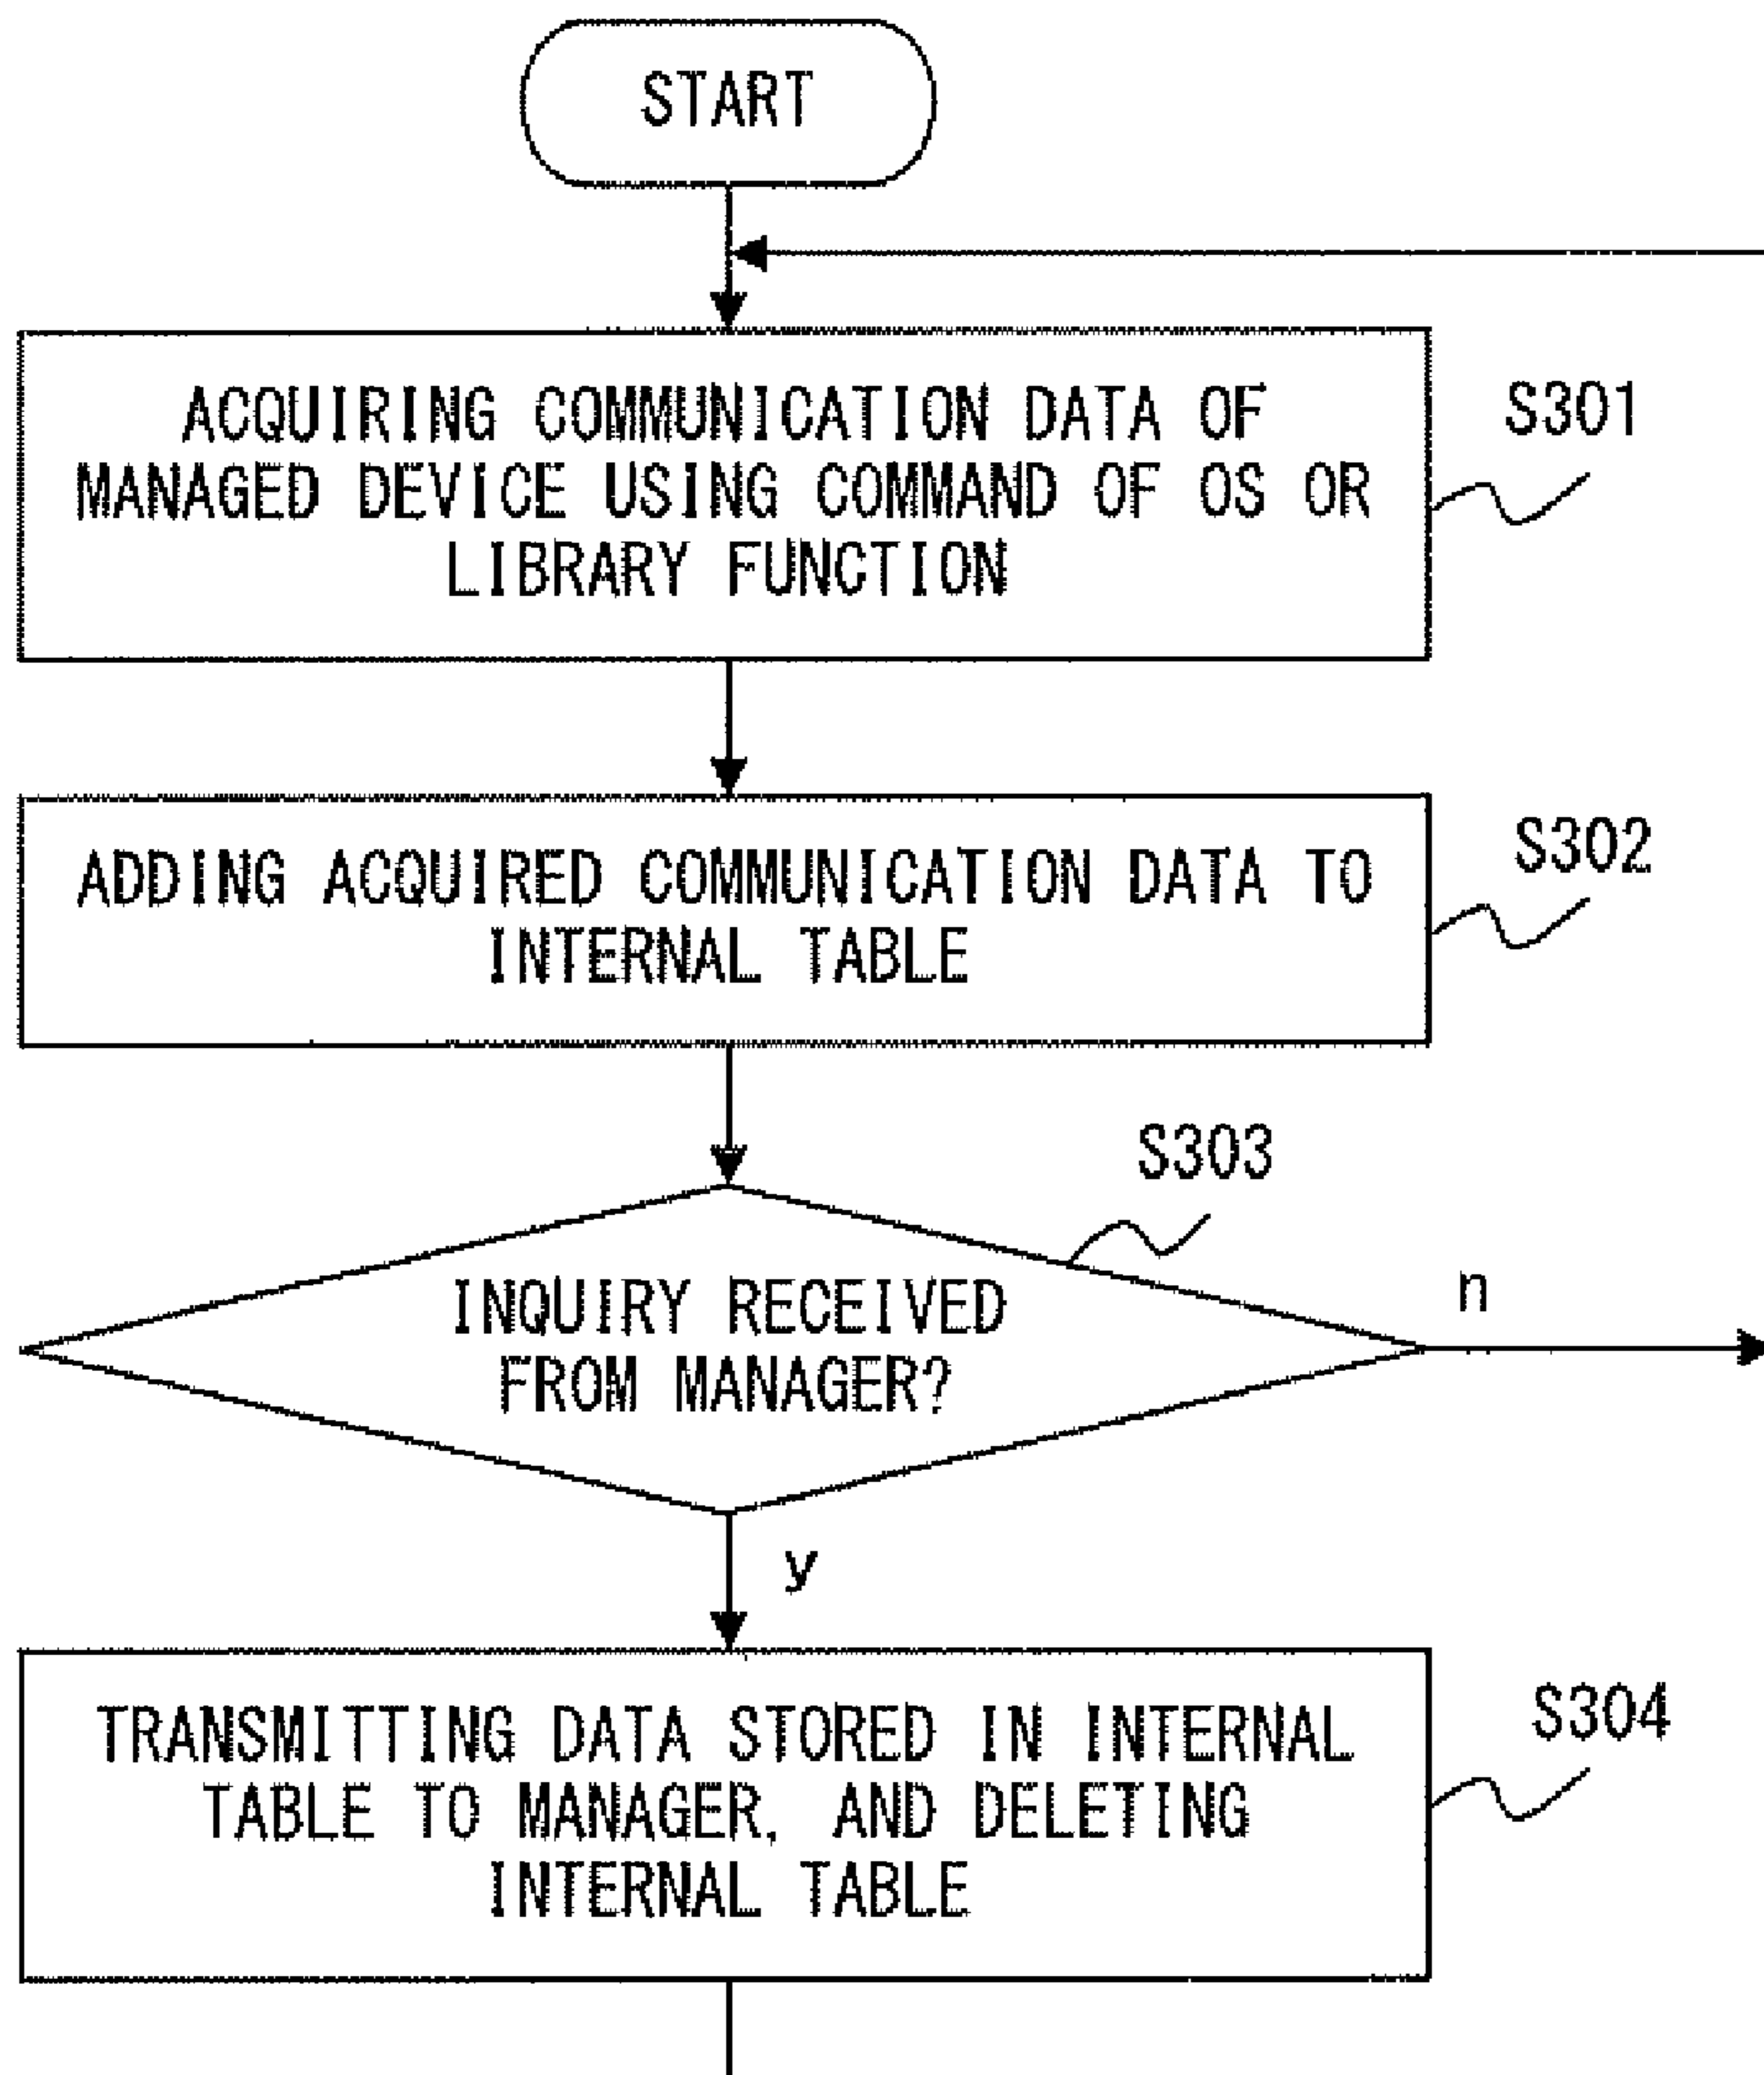 START
ACQUIRING COMMUNICATION DATA OF
MANAGED DEVICE USING COMMAND OF OS OR
LIBRARY FUNCTION
S301
ADDING ACQUIRED COMMUNICATION DATA TO
INTERNAL TABLE
S302
S303
INQUIRY RECEIVED
FROM MANAGER?
n
y
TRANSMITTING DATA STORED IN INTERNAL
TABLE TO MANAGER, AND DELETING
INTERNAL TABLE
S304